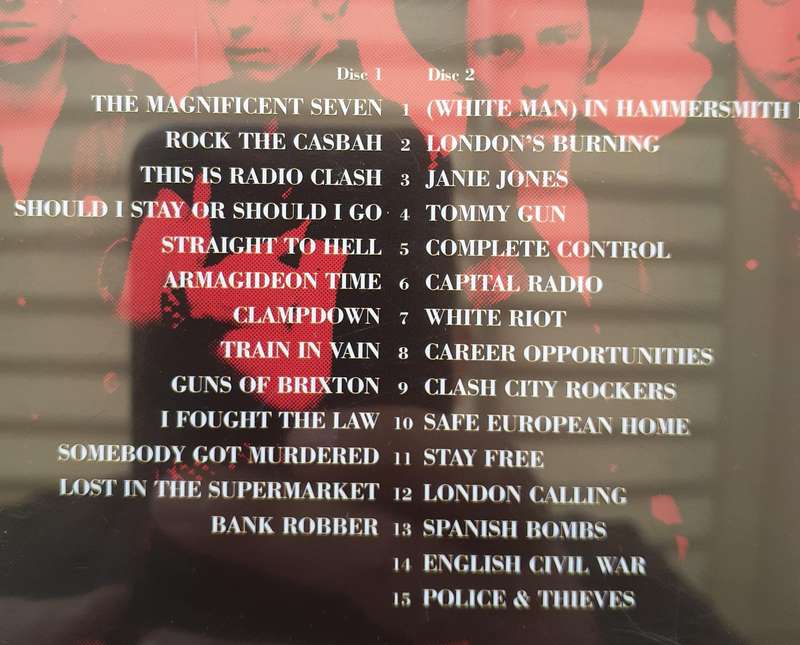 Disc 1 Disc 2
THE MAGNIFICENT SEVEN 1 (WHITE MAN) IN HAMMERSMITH
ROCK THE CASBAH 2 LONDON'S BURNING
THIS IS RADIO CLASH 3 JANIE JONES
SHOULD I STAY OR SHOULD I GO 4 TOMMY GUN
STRAIGHT TO HELL 5 COMPLETE CONTROL
ARMAGIDEON TIME 6 CAPITAL RADIO
CLAMPDOWN 7 WHITE RIOT
TRAIN IN VAIN 8 CAREER OPPORTUNITIES
GUNS OF BRIXTON 9 CLASH CITY ROCKERS
I FOUGHT THE LAW 10 SAFE EUROPEAN HOME
SOMEBODY GOT MURDERED 11 STAY FREE
LOST IN THE SUPERMARKET 12 LONDON CALLING
BANK ROBBER 13 SPANISH BOMBS
14 ENGLISH CIVIL WAR
15 POLICE & THIEVES